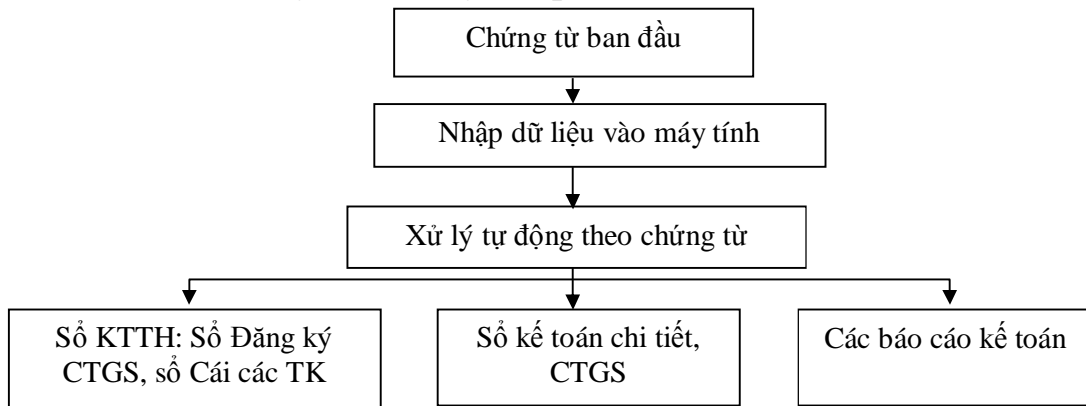 Chứng từ ban đầu
Nhập dữ liệu vào máy tính
Xử lý tự động theo chứng từ
Sổ KTTH: Sổ Đăng ký
CTGS, sổ Cái các TK
Sổ kế toán chi tiết,
CTGS
Các báo cáo kế toán